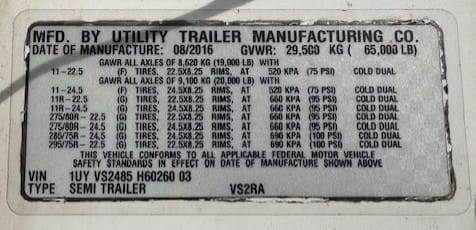 MFD. BY UTILITY TRAILER MANUFACTURING CO.
DATE OF MANUFACTURE: 08/2016 GVWR: 29,500 KG ( 65,000 LB)
GAWR ALL AXLES OF 8,620 KG (19,000 LB) WITH
11-22.5 (F) TIRES, 22.5X8.25 RIMS, AT 520 KPA (75 PSI) COLD DUAL
GAWR ALL AXLES OF 9,100 KG (20,000 LB) WITH
11-24.5 (F) TIRES, 24.5X8.25 RIMS, AT 520 KPA (75 PSI) COLD DUAL
11R-22.5 (G) TIRES, 22.5X8.25 RIMS, AT 660 KPA (95 PSI) COLD DUAL
11R-24.5 (G) TIRES, 24.5X8.25 RIMS, AT 660 KPA (95 PSI) COLD DUAL
275/80R- 22.5 (G) TIRES, 22.5X8.25 RIMS, AT 660 KPA (95 PSI) COLD DUAL
275/80R- 24.5 (G) TIRES, 24.5X8.25 RIMS, AT 660 KPA (95 PSI) COLD DUAL
285/75R- 24.5 (G) TIRES, 24.5X8.25 RIMS, AT 690 KPA (100 PSI) COLD DUAL
295/75R- 22.5 (G) TIRES, 22.5X8.25 RIMS, AT 690 KPA (100 PSI) COLD DUAL
THIS VEHICLE CONFORMS TO ALL APPLICABLE FEDERAL MOTOR VEHICLE
SAFETY STANDARDS IN EFFECT ON DATE OF MANUFACTURE SHOWN ABOVE
VIN 1UY VS2485 H60260 03
TYPE SEMI TRAILER VS2RA